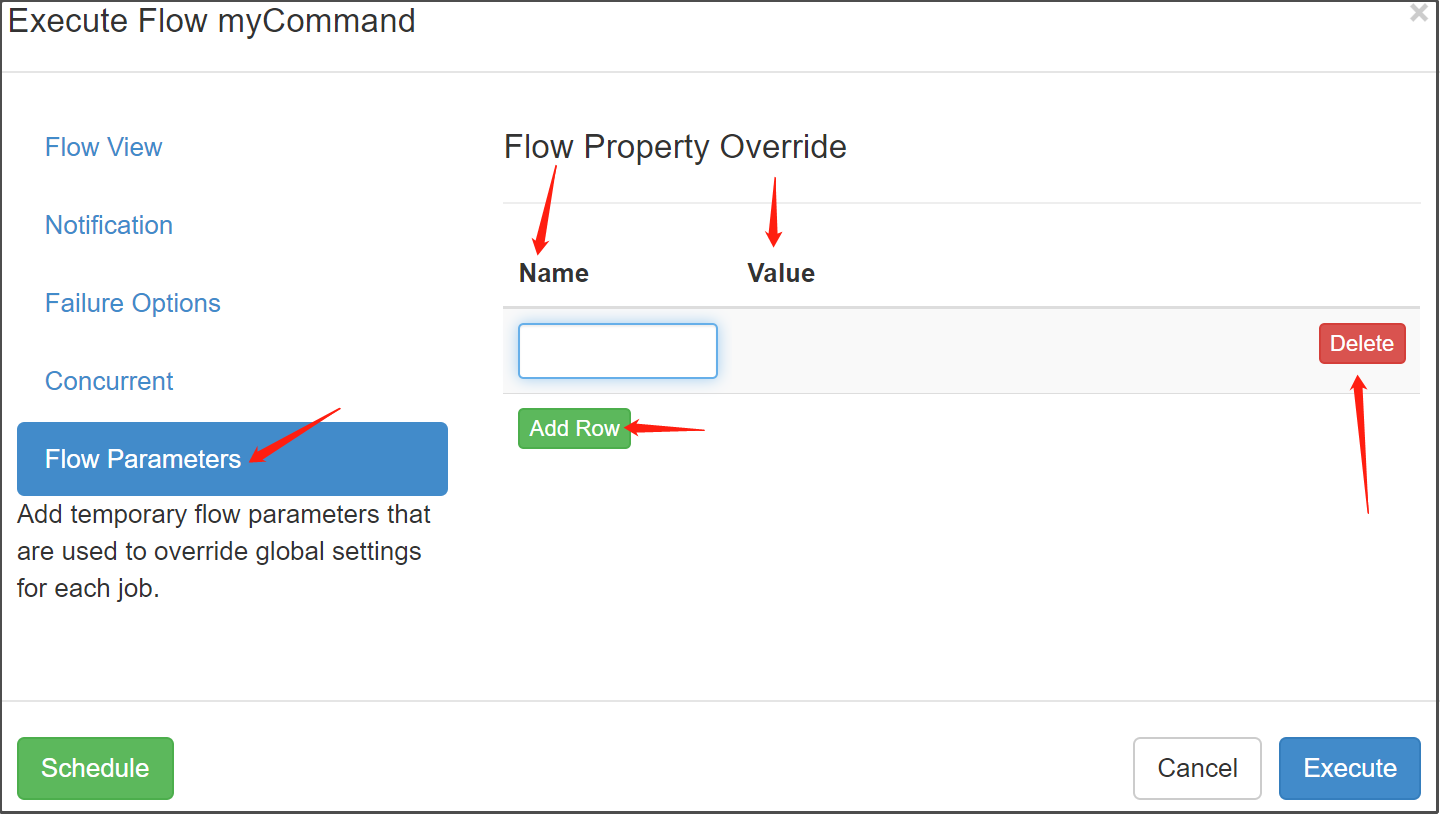 Execute Flow myCommand
×
Flow View
Notification
Failure Options
Concurrent
Flow Parameters
Add temporary flow parameters that
are used to override global settings
for each job.
Flow Property Override
Name Value
Delete
Add Row
Schedule
Cancel
Execute